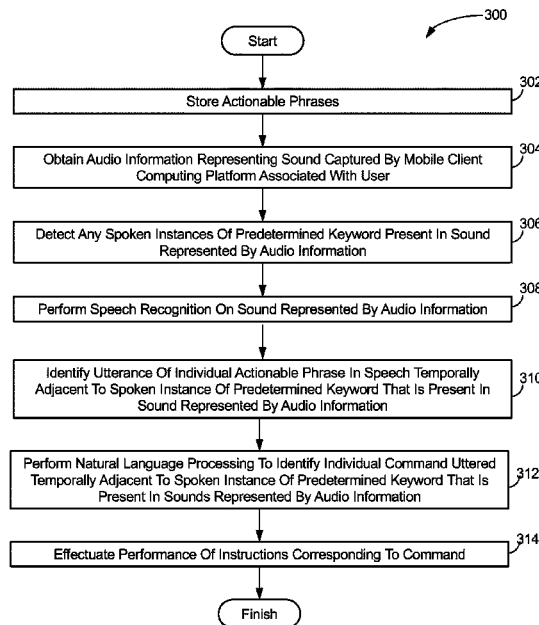 300
Start
302
Store Actionable Phrases
304
Obtain Audio Information Representing Sound Captured By Mobile Client
Computing Platform Associated With User
306
Detect Any Spoken Instances Of Predetermined Keyword Present In Sound
Represented By Audio Information
308
Perform Speech Recognition On Sound Represented By Audio Information
310
Identify Utterance Of Individual Actionable Phrase In Speech Temporally
Adjacent To Spoken Instance Of Predetermined Keyword That Is Present In
Sound Represented By Audio Information
312
Perform Natural Language Processing To Identify Individual Command Uttered
Temporally Adjacent To Spoken Instance Of Predetermined Keyword That Is
Present In Sounds Represented By Audio Information
314
Effectuate Performance Of Instructions Corresponding To Command
Finish